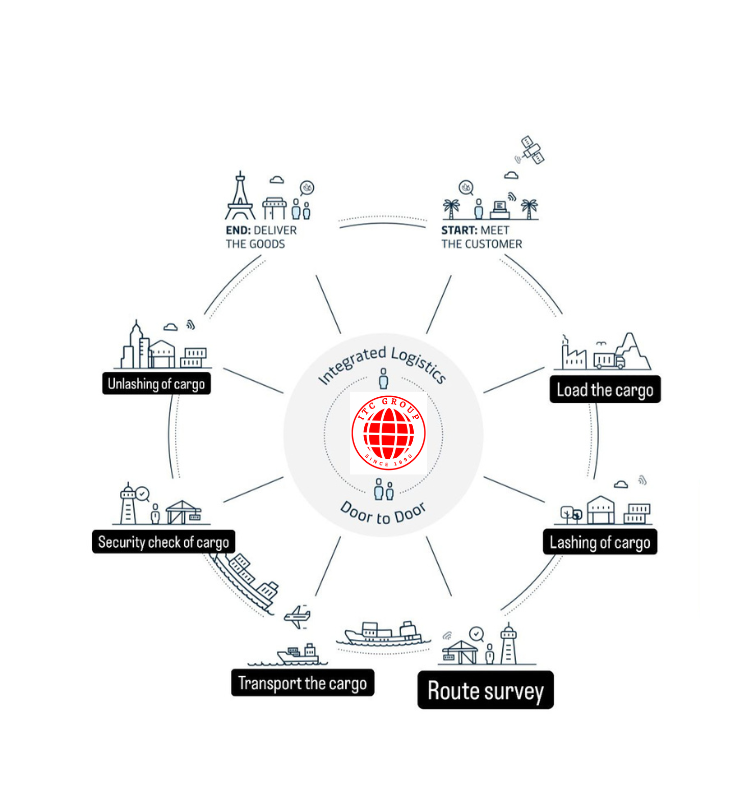 END: DELIVER
THE GOODS
START: MEET
THE CUSTOMER
Unlashing of cargo
Integrated Logistics
Load the cargo
ITC GROUP
SINCE 1990
Door to Door
Security check of cargo
Lashing of cargo
Transport the cargo
Route survey